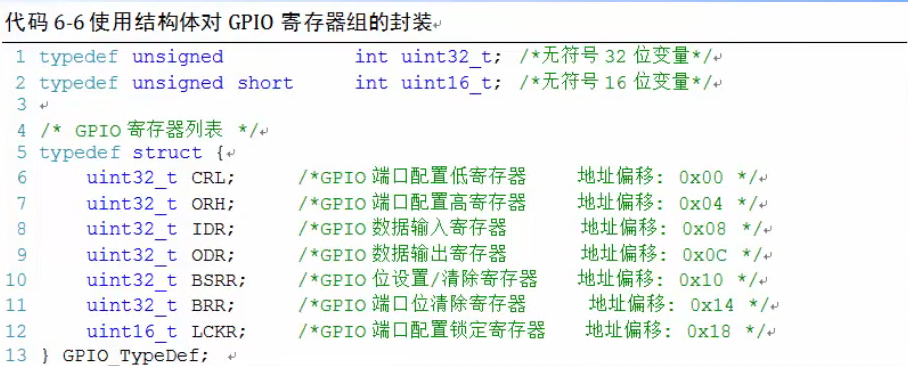 代码 6-6 使用结构体对 GPIO 寄存器组的封装
1 typedef unsigned            int uint32_t; /*无符号 32 位变量*/
2 typedef unsigned short      int uint16_t; /*无符号 16 位变量*/
3
4 /* GPIO 寄存器列表 */
5 typedef struct {
6     uint32_t CRL;      /*GPIO 端口配置低寄存器     地址偏移: 0x00 */
7     uint32_t ORH;      /*GPIO 端口配置高寄存器     地址偏移: 0x04 */
8     uint32_t IDR;      /*GPIO 数据输入寄存器       地址偏移: 0x08 */
9     uint32_t ODR;      /*GPIO 数据输出寄存器       地址偏移: 0x0C */
10     uint32_t BSRR;     /*GPIO 位设置/清除寄存器    地址偏移: 0x10 */
11     uint32_t BRR;      /*GPIO 端口位清除寄存器      地址偏移: 0x14 */
12     uint16_t LCKR;     /*GPIO 端口配置锁定寄存器    地址偏移: 0x18 */
13 } GPIO_TypeDef;